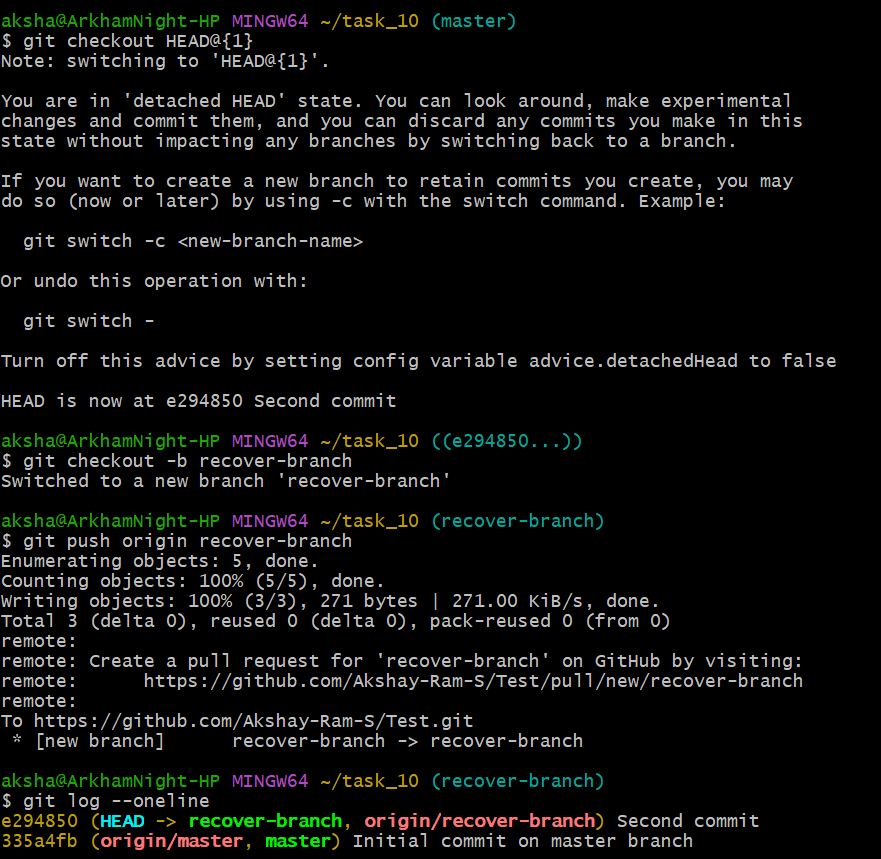 aksha@ArkhamNight-HP MINGW64 ~/task_10 (master)
$ git checkout HEAD@{1}
Note: switching to 'HEAD@{1}'.
You are in 'detached HEAD' state. You can look around, make experimental
changes and commit them, and you can discard any commits you make in this
state without impacting any branches by switching back to a branch.
If you want to create a new branch to retain commits you create, you may
do so (now or later) by using -c with the switch command. Example:
git switch -c <new-branch-name>
Or undo this operation with:
git switch -
Turn off this advice by setting config variable advice.detachedHead to false
HEAD is now at e294850 Second commit
aksha@ArkhamNight-HP MINGW64 ~/task_10 ((e294850...))
$ git checkout -b recover-branch
Switched to a new branch 'recover-branch'
aksha@ArkhamNight-HP MINGW64 ~/task_10 (recover-branch)
$ git push origin recover-branch
Enumerating objects: 5, done.
Counting objects: 100% (5/5), done.
Writing objects: 100% (3/3), 271 bytes | 271.00 KiB/s, done.
Total 3 (delta 0), reused 0 (delta 0), pack-reused 0 (from 0)
remote:
remote: Create a pull request for 'recover-branch' on GitHub by visiting:
remote:      https://github.com/Akshay-Ram-S/Test/pull/new/recover-branch
remote:
To https://github.com/Akshay-Ram-S/Test.git
 * [new branch]      recover-branch -> recover-branch
aksha@ArkhamNight-HP MINGW64 ~/task_10 (recover-branch)
$ git log --oneline
e294850 (HEAD -> recover-branch, origin/recover-branch) Second commit
335a4fb (origin/master, master) Initial commit on master branch